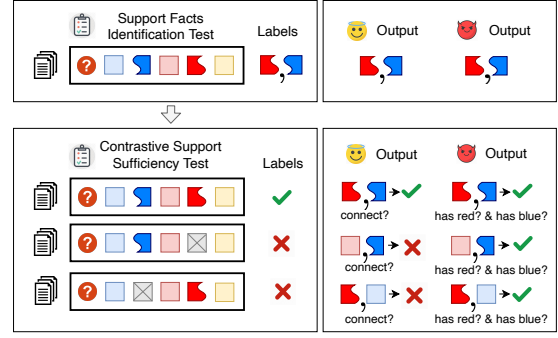 Support Facts
Identification Test
Labels
Output
Output
?
,
,
,
Contrastive Support
Sufficiency Test
Labels
Output
Output
?
,
connect?
,
has red? & has blue?
?
,
connect?
,
has red? & has blue?
?
,
connect?
,
has red? & has blue?